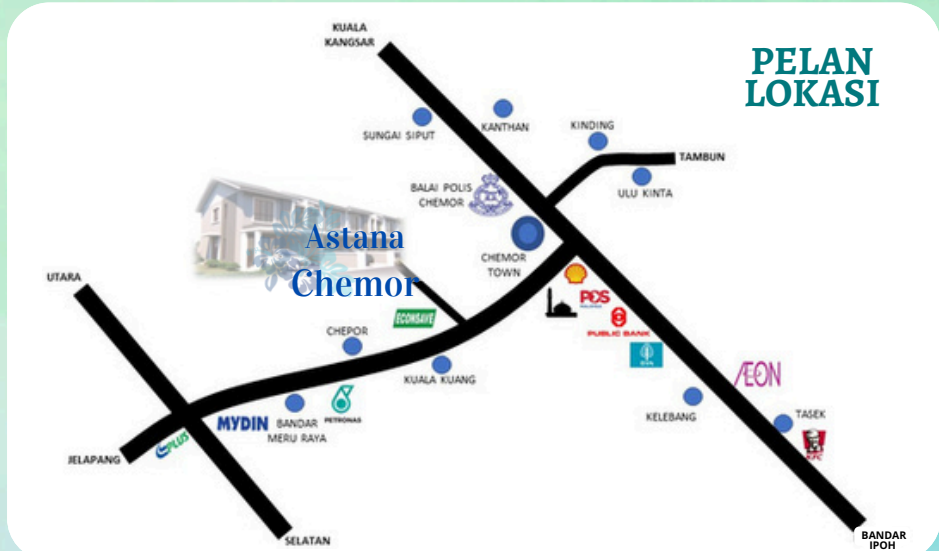 PELAN
LOKASI
KUALA
KANGSAR
SUNGAI SIPUT
KANTHAN
KINDING
TAMBUN
ULU KINTA
BALAI POLIS
CHEMOR
CHEMOR
TOWN
Astana
Chemor
UTARA
ECONSAVE
POS
PUBLIC BANK
CHEPOR
KUALA KUANG
AEON
KELEBANG
TASEK
KFC
MYDIN
BANDAR
MERU RAYA
PETRONAS
PLUS
JELAPANG
SELATAN
BANDAR
IPOH